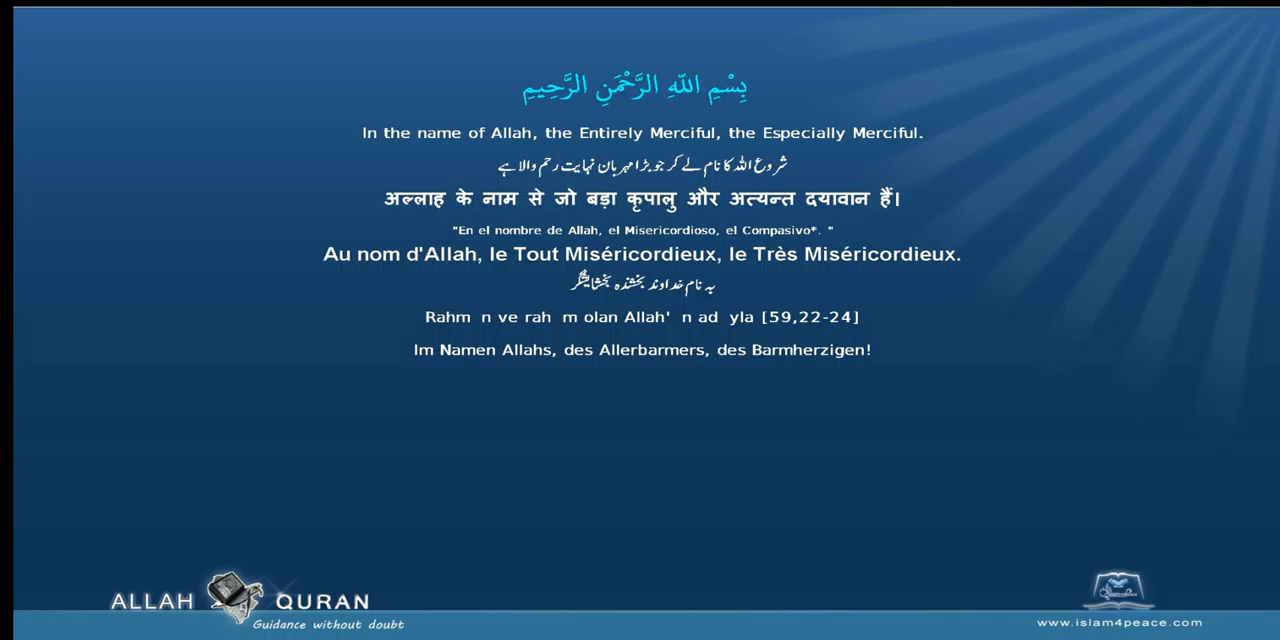 بِسْمِ اللّٰهِ الرَّحْمَنِ الرَّحِيمِ
In the name of Allah, the Entirely Merciful, the Especially Merciful.
شروع اللہ کا نام لے کر جو بڑا مہربان نہایت رحم والا ہے
अल्लाह के नाम से जो बड़ा कृपालु और अत्यन्त दयावान हैं।
"En el nombre de Allah, el Misericordioso, el Compasivo*. "
Au nom d'Allah, le Tout Miséricordieux, le Très Miséricordieux.
به نام خداوند بخشنده بخشایشگر
Rahm n ve rah m olan Allah' n ad yla [59,22-24]
Im Namen Allahs, des Allerbarmers, des Barmherzigen!
ALLAH QURAN
Guidance without doubt
www.islam4peace.com